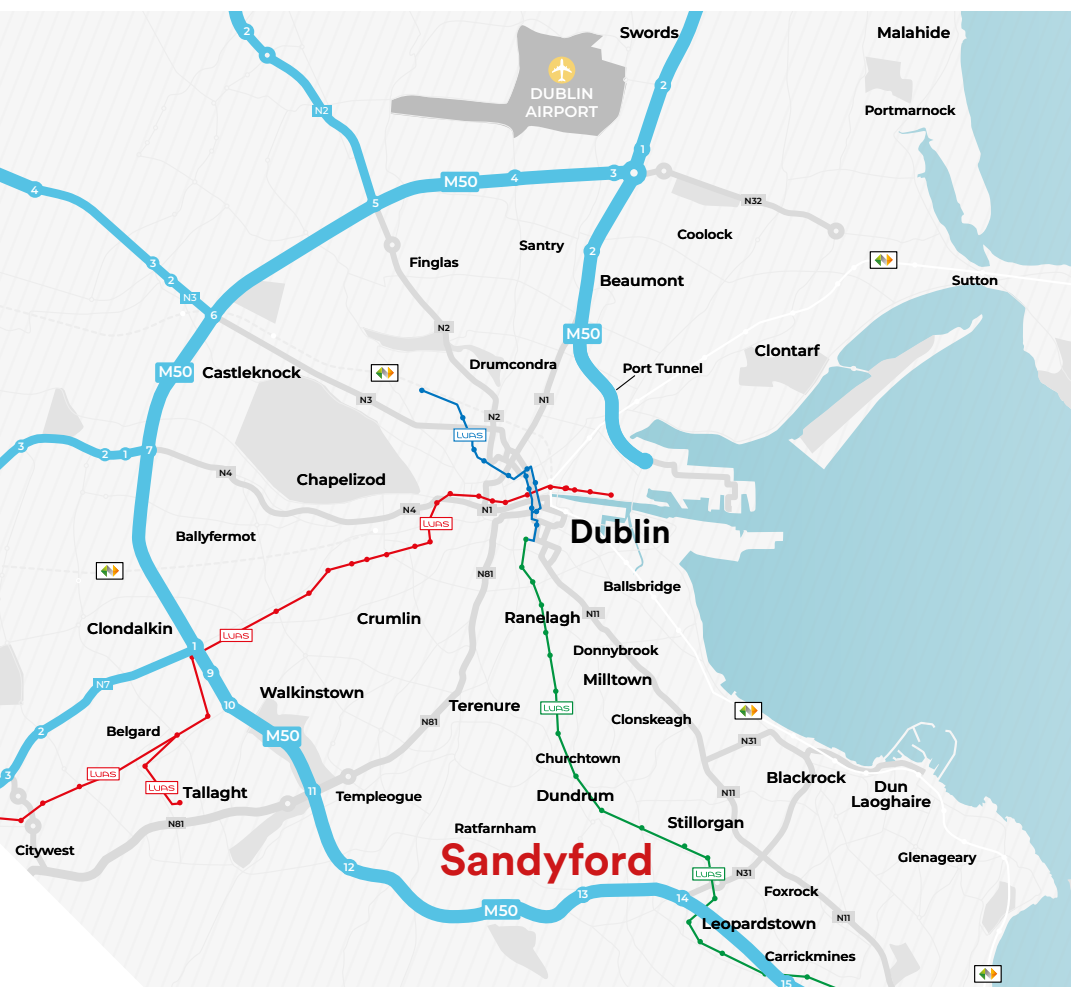 Swords
Malahide
2
2
DUBLIN
AIRPORT
N2
Portmarnock
1
3
M50
4
4
5
N32
Coolock
Santry
Finglas
2
Beaumont
3
2
N3
Sutton
6
N2
M50
Clontarf
Drumcondra
Port Tunnel
M50
Castleknock
N3
N1
N2
LUAS
3
2
1
7
N4
Chapelizod
N4
N1
LUAS
Dublin
Ballyfermot
N81
Ballsbridge
N11
Crumlin
Ranelagh
Clondalkin
LUAS
1
Donnybrook
9
Milltown
N7
Walkinstown
10
Terenure
LUAS
Clonskeagh
N81
2
Belgard
M50
N31
Churchtown
3
LUAS
LUAS
Tallaght
11
Templeogue
Dundrum
N11
Blackrock
Dun
Laoghaire
N81
Ratfarnham
Stillorgan
Citywest
Sandyford
Glenageary
12
LUAS
N31
13
14
Foxrock
M50
Leopardstown
N11
Carrickmines
15